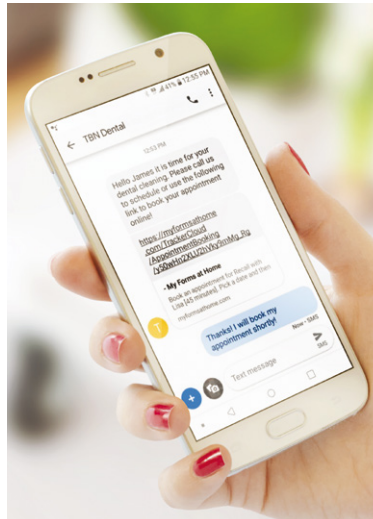 41% 12:55 PM
TBN Dental
12:53 PM
Hello James it is time for your
dental cleaning. Please call us
to schedule or use the following
link to book your appointment
online!
https://myformsathome
.com/TrackerCloud
/AppointmentBooking
- My Forms at Home
Book an appointment for Recall with
Lisa [45 minutes]. Pick a date and then
myformsathome.com
T
Thanks! I will book my
appointment shortly!
Now • SMS
Text message
SMS